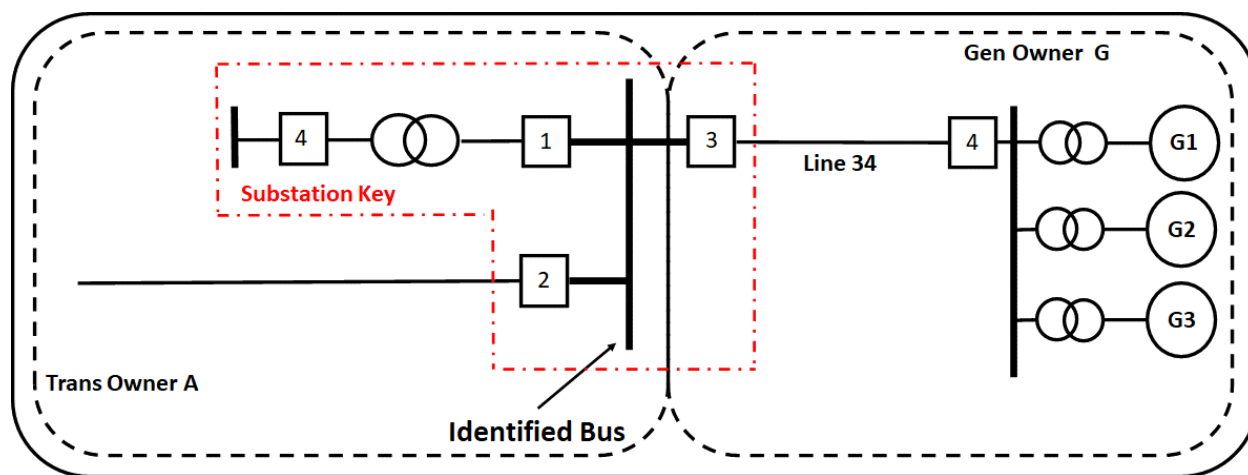 Gen Owner G
4
1
3
4
G1
Line 34
Substation Key
G2
2
G3
Trans Owner A
Identified Bus